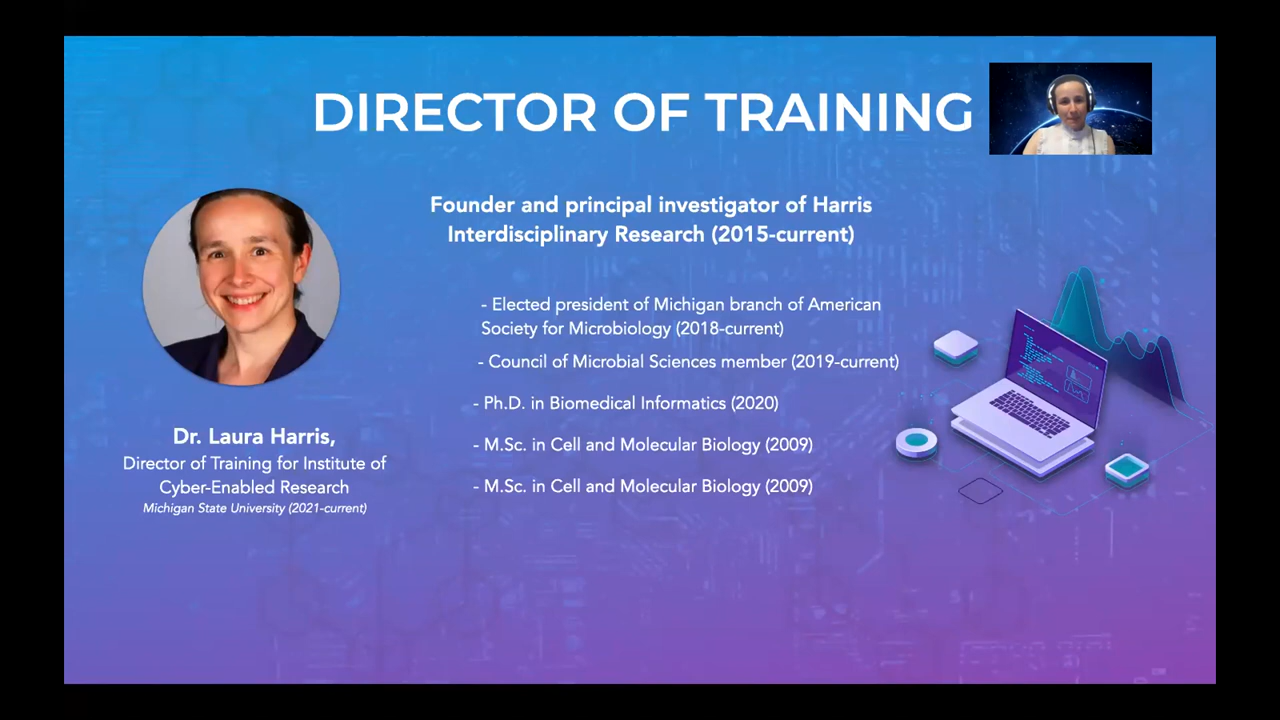 DIRECTOR OF TRAINING
Founder and principal investigator of Harris
Interdisciplinary Research (2015-current)
- Elected president of Michigan branch of American
Society for Microbiology (2018-current)
- Council of Microbial Sciences member (2019-current)
- Ph.D. in Biomedical Informatics (2020)
- M.Sc. in Cell and Molecular Biology (2009)
- M.Sc. in Cell and Molecular Biology (2009)
Dr. Laura Harris,
Director of Training for Institute of
Cyber-Enabled Research
Michigan State University (2021-current)